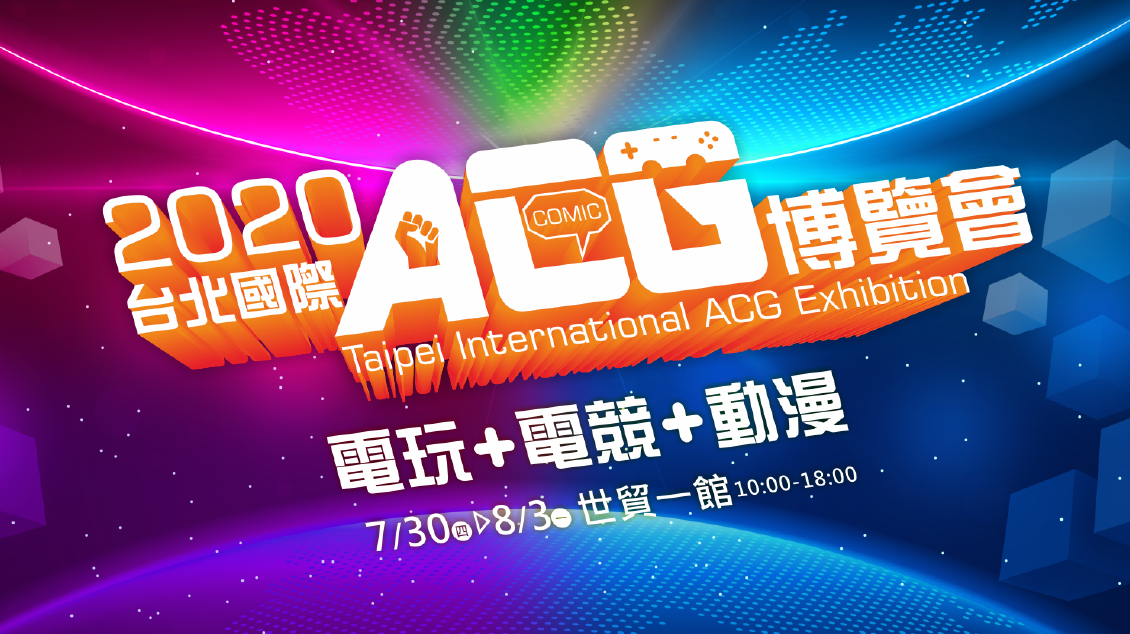 2020
台北國際
ACG
COMIC
博覽會
Taipei International ACG Exhibition
電玩+電競+動漫
7/30四▷8/3一 世貿一館 10:00-18:00